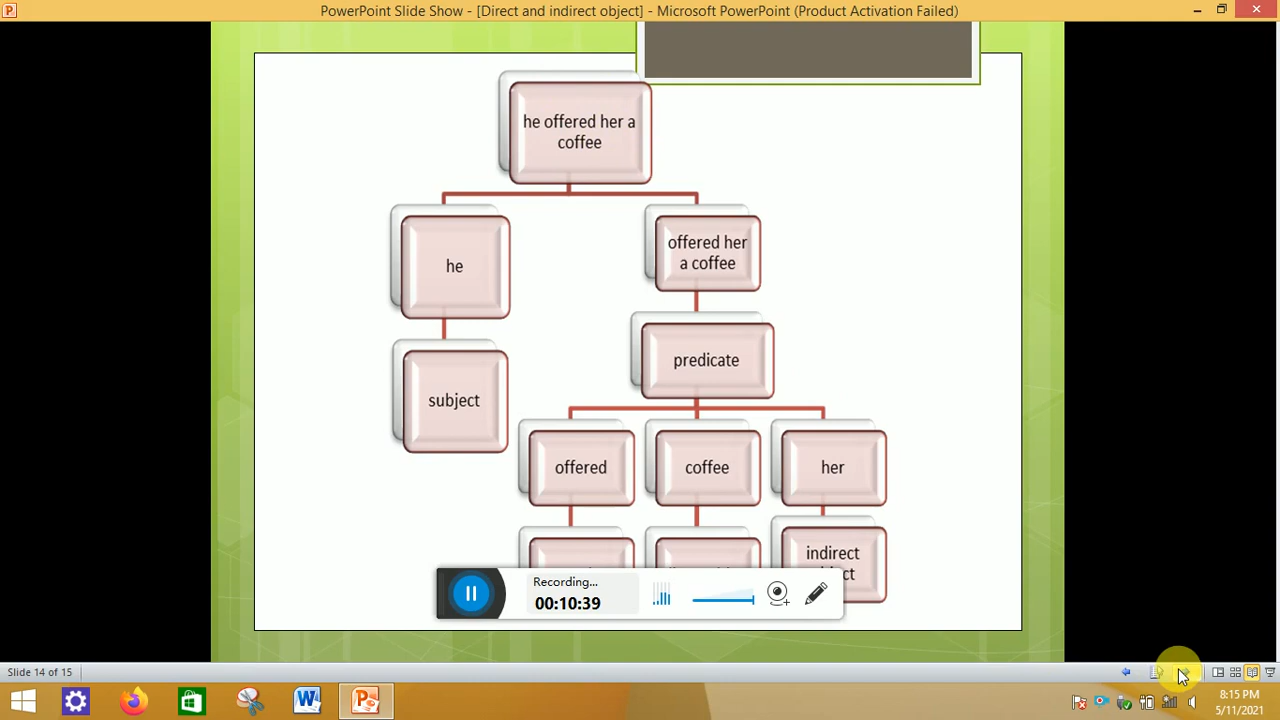 PowerPoint Slide Show - [Direct and indirect object] - Microsoft PowerPoint (Product Activation Failed)
he offered her a
coffee
he
offered her
a coffee
subject
predicate
offered
coffee
her
indirect
Recording...
00:10:39
Slide 14 of 15
8:15 PM
5/11/2021